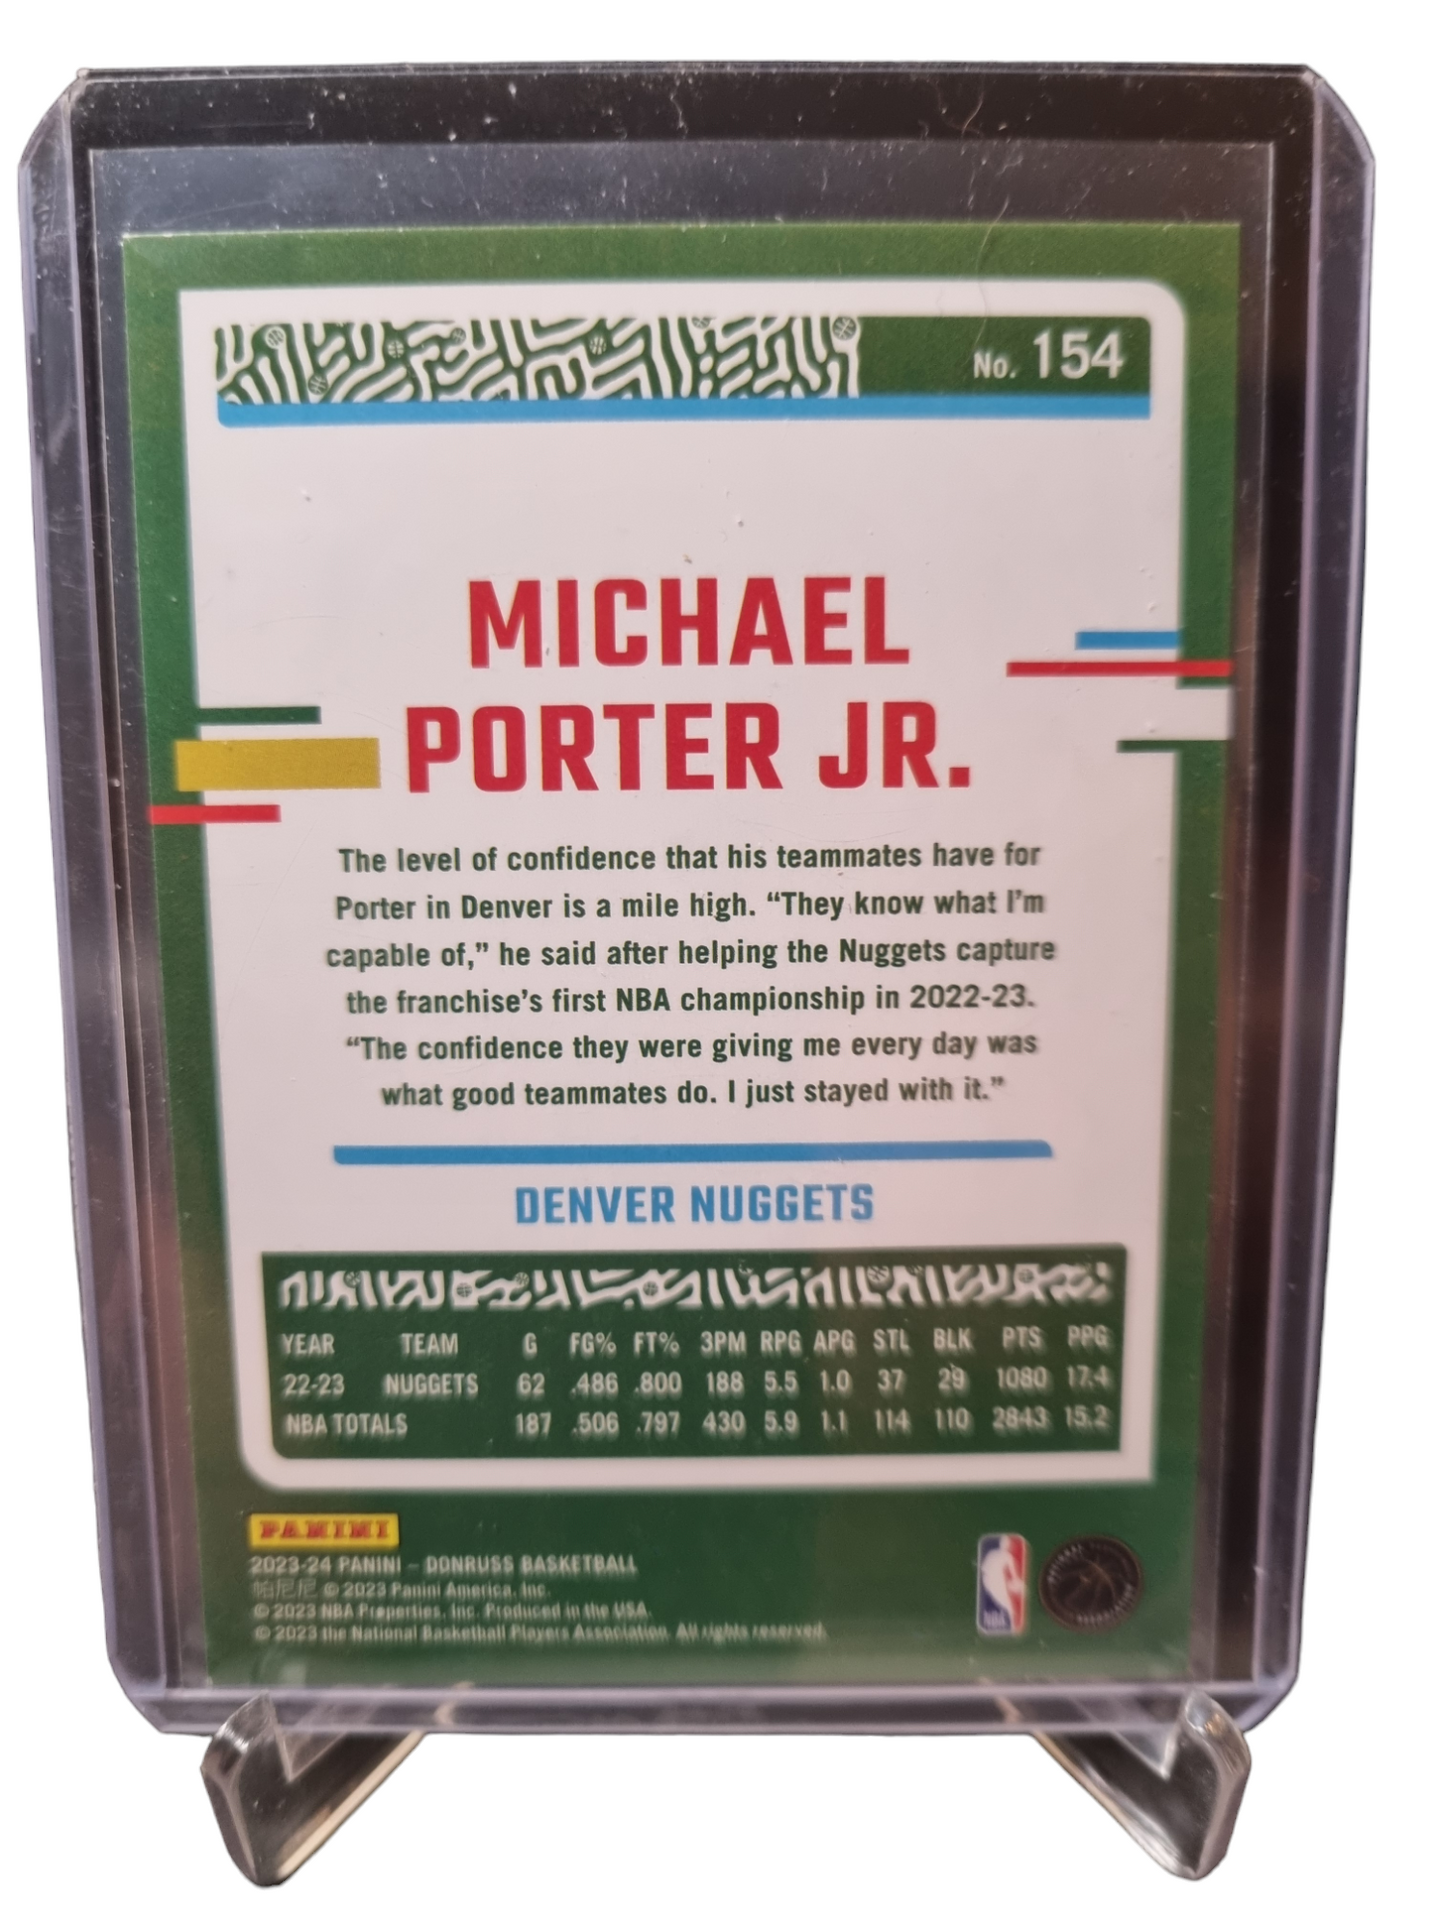 No. 154
MICHAEL
PORTER JR.
The level of confidence that his teammates have for
Porter in Denver is a mile high. “They know what I’m
capable of,” he said after helping the Nuggets capture
the franchise’s first NBA championship in 2022-23.
“The confidence they were giving me every day was
what good teammates do. I just stayed with it.”
DENVER NUGGETS
YEAR TEAM G FG% FT% 3PM RPG APG STL BLK PTS PPG
22-23 NUGGETS 62 .486 .800 188 5.5 1.0 37 29 1080 17.4
NBA TOTALS 187 .506 .797 430 5.9 1.1 114 110 2843 15.2
PANINI
2023-24 PANINI – DONRUSS BASKETBALL
帕尼尼 © 2023 Panini America, Inc.
© 2023 NBA Properties, Inc. Produced in the USA.
© 2023 the National Basketball Players Association. All rights reserved.
NBA